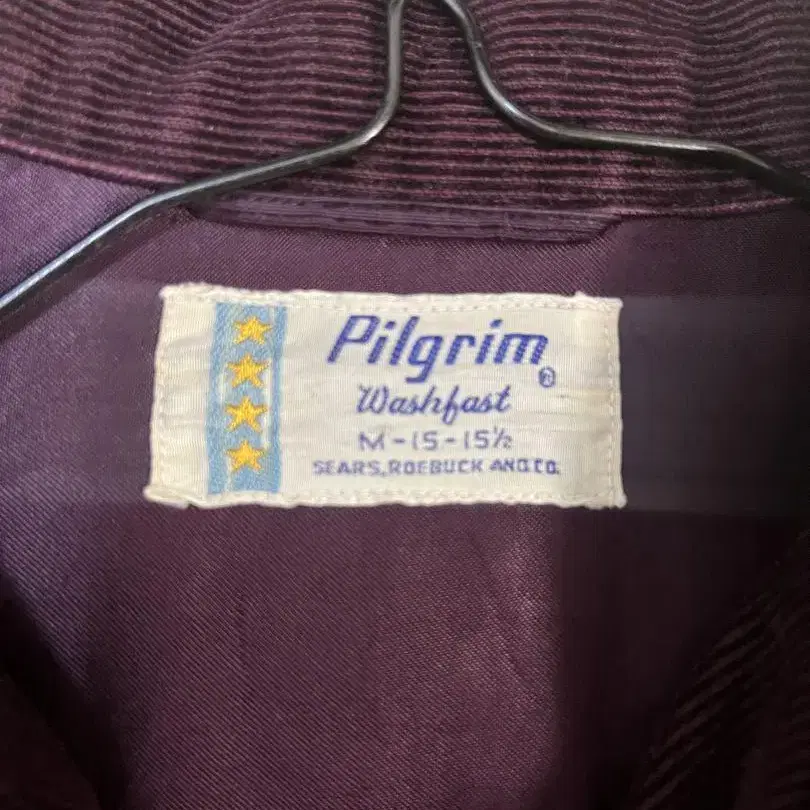 Pilgrim®
Washfast
M-15-15½
SEARS, ROEBUCK AND CO.